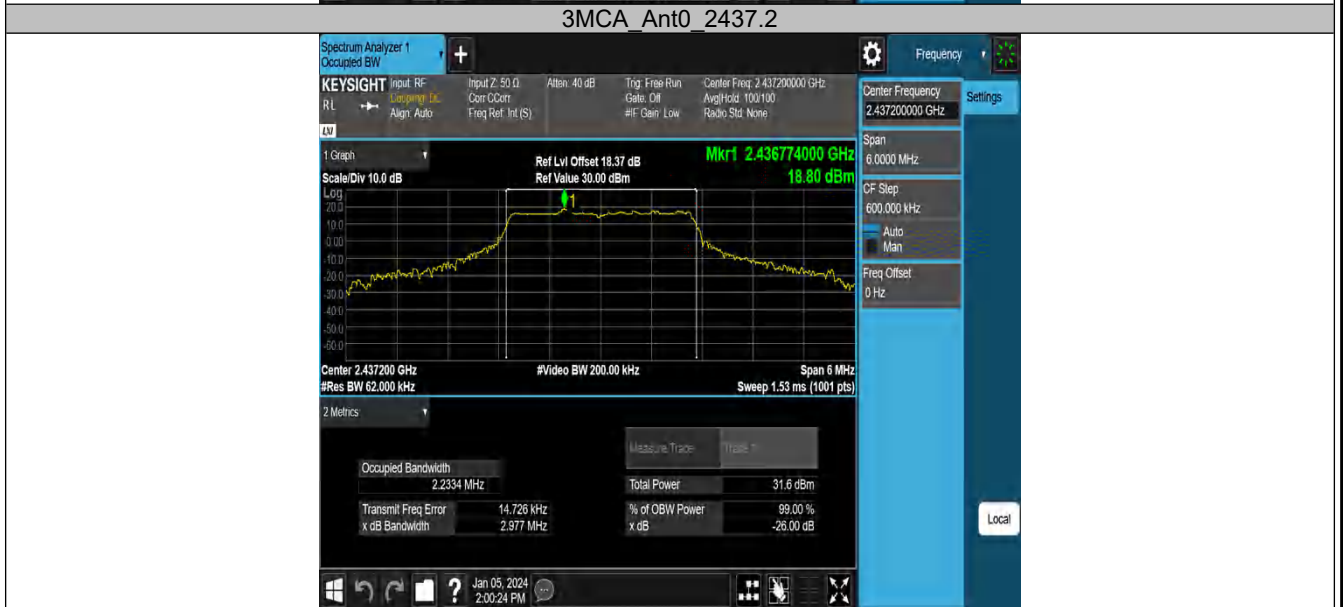 3MCA_Ant0_2437.2
Spectrum Analyzer 1
Occupied BW
+
Frequency
KEYSIGHT
Input: RF
Coupling: DC
Align: Auto
RL
LXI
Input Z: 50 Ω
Corr CCorr
Freq Ref: Int (S)
Atten: 40 dB
Trig: Free Run
Gate: Off
#IF Gain: Low
Center Freq: 2.437200000 GHz
Avg|Hold: 100/100
Radio Std: None
Center Frequency
2.437200000 GHz
Settings
Span
6.0000 MHz
CF Step
600.000 kHz
Auto
Man
Freq Offset
0 Hz
1 Graph
Scale/Div 10.0 dB
Ref Lvl Offset 18.37 dB
Ref Value 30.00 dBm
Mkr1 2.436774000 GHz
18.80 dBm
Log
1
20.0
10.0
0.00
-10.0
-20.0
-30.0
-40.0
-50.0
-60.0
Center 2.437200 GHz
#Video BW 200.00 kHz
Span 6 MHz
#Res BW 62.000 kHz
Sweep 1.53 ms (1001 pts)
2 Metrics
Measure Trace
Trace 1
Occupied Bandwidth
2.2334 MHz
Total Power
31.6 dBm
Transmit Freq Error
14.726 kHz
% of OBW Power
99.00 %
x dB Bandwidth
2.977 MHz
x dB
-26.00 dB
Local
?
Jan 05, 2024
2:00:24 PM